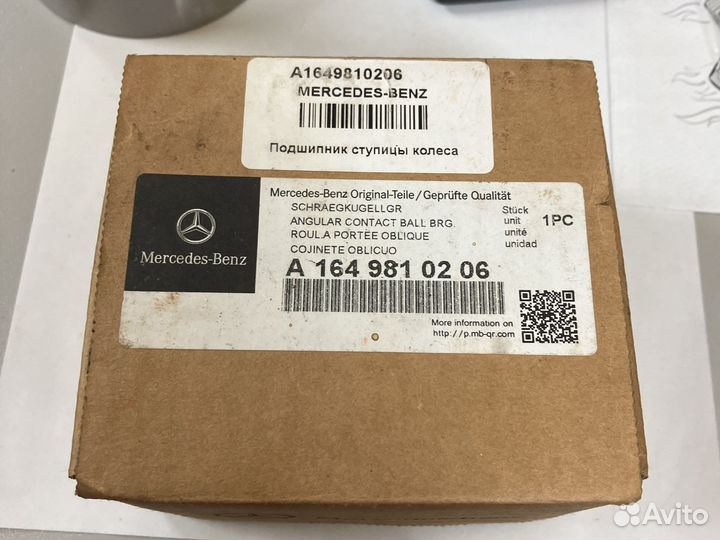 A1649810206
MERCEDES-BENZ
Подшипник ступицы колеса
Mercedes-Benz
Mercedes-Benz Original-Teile/Geprüfte Qualität
SCHRAEGKUGELLGR
ANGULAR CONTACT BALL BRG.
ROUL.A PORTÉE OBLIQUE
COJINETE OBLICUO
Stück
unit
unité
unidad
1PC
A 164 981 02 06
More information on
http://p.mb-qr.com
Avito